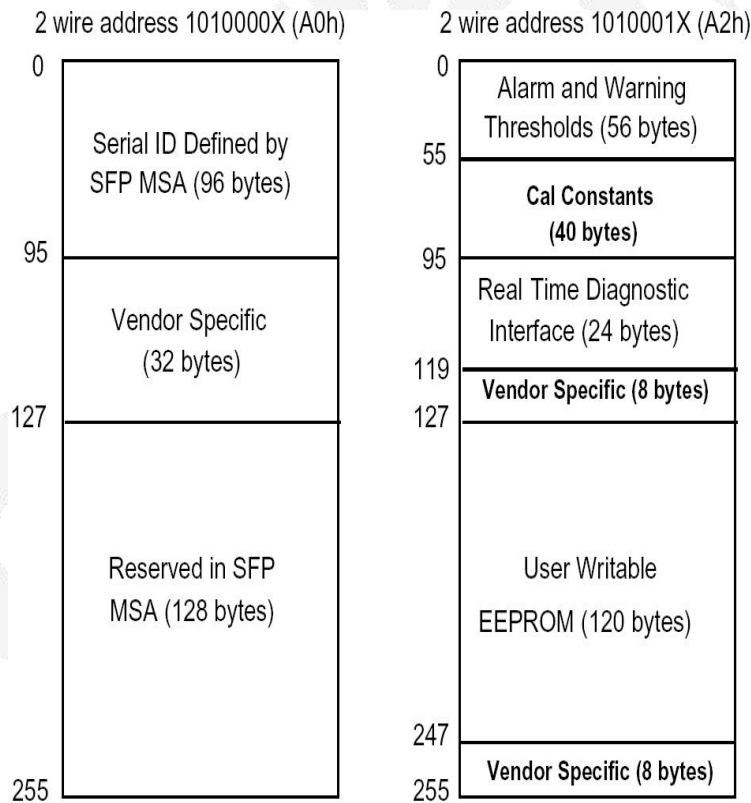 2 wire address 1010000X (A0h)
0
Serial ID Defined by
SFP MSA (96 bytes)
95
Vendor Specific
(32 bytes)
127
Reserved in SFP
MSA (128 bytes)
255
2 wire address 1010001X (A2h)
0
Alarm and Warning
Thresholds (56 bytes)
55
Cal Constants
(40 bytes)
95
Real Time Diagnostic
Interface (24 bytes)
119
Vendor Specific (8 bytes)
127
User Writable
EEPROM (120 bytes)
247
Vendor Specific (8 bytes)
255